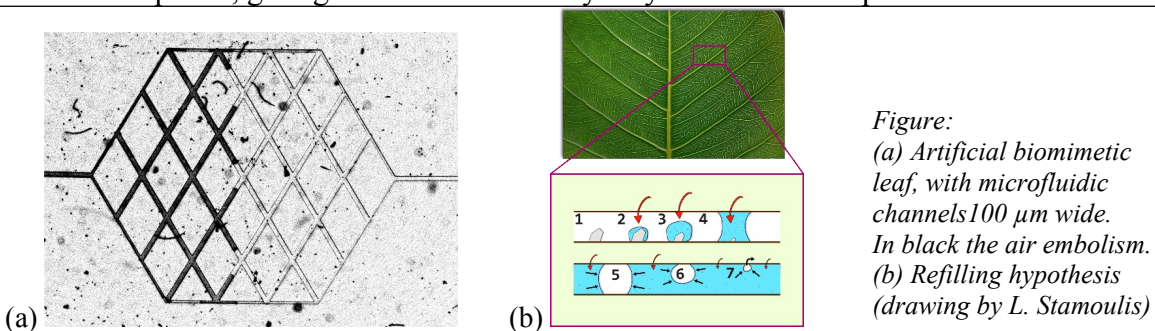 (a)
(b)
1 2 3 4
5 6 7
Figure:
(a) Artificial biomimetic
leaf, with microfluidic
channels100 µm wide.
In black the air embolism.
(b) Refilling hypothesis
(drawing by L. Stamoulis)